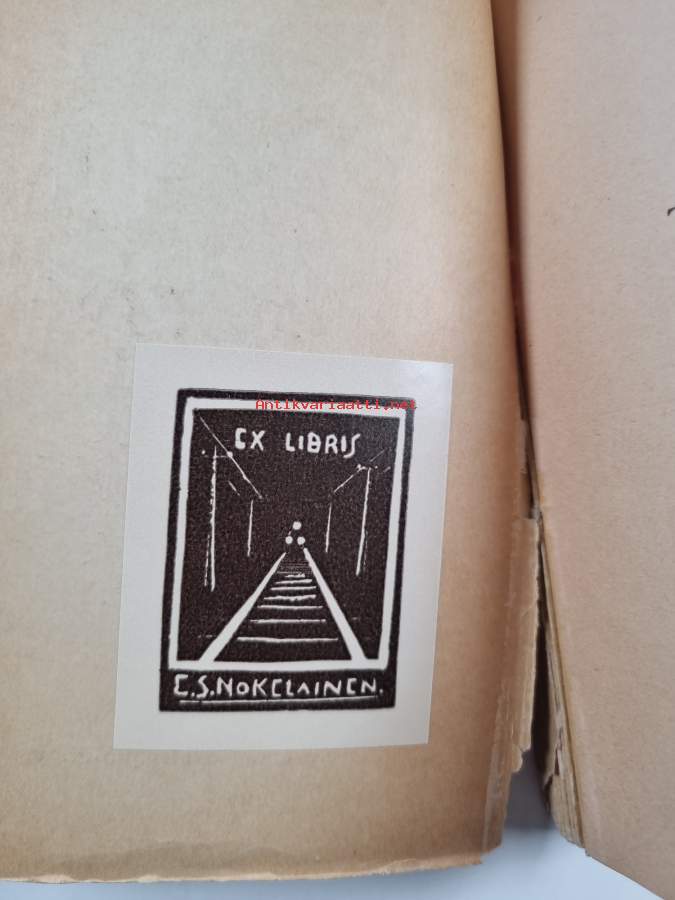 Antikvariaatti.net
EX LIBRIS
E.S.NOKELAINEN.